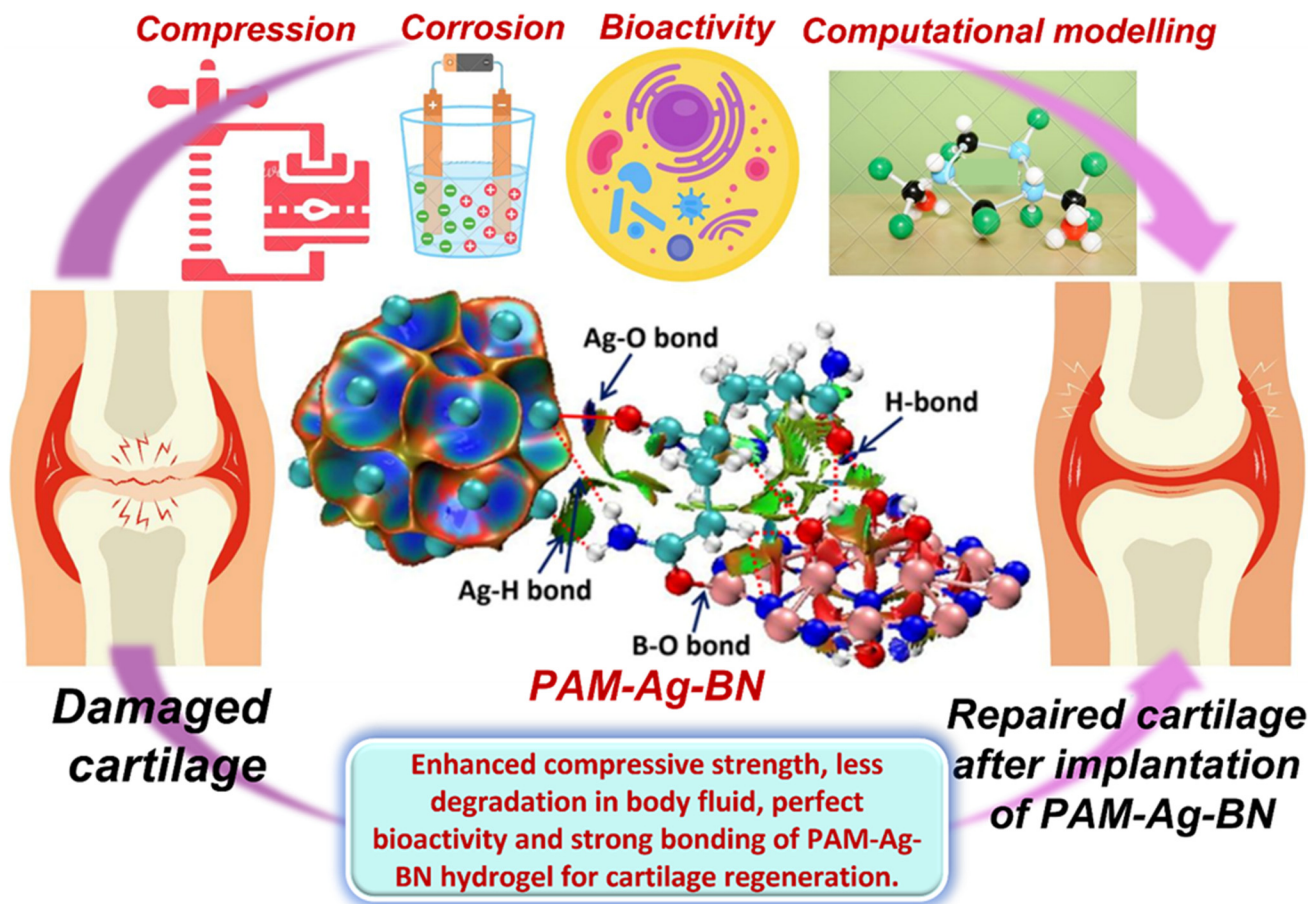 Compression
Corrosion
Bioactivity
Computational modelling
Ag-O bond
H-bond
Ag-H bond
B-O bond
PAM-Ag-BN
Damaged
cartilage
Repaired cartilage
after implantation
of PAM-Ag-BN
Enhanced compressive strength, less
degradation in body fluid, perfect
bioactivity and strong bonding of PAM-Ag-
BN hydrogel for cartilage regeneration.